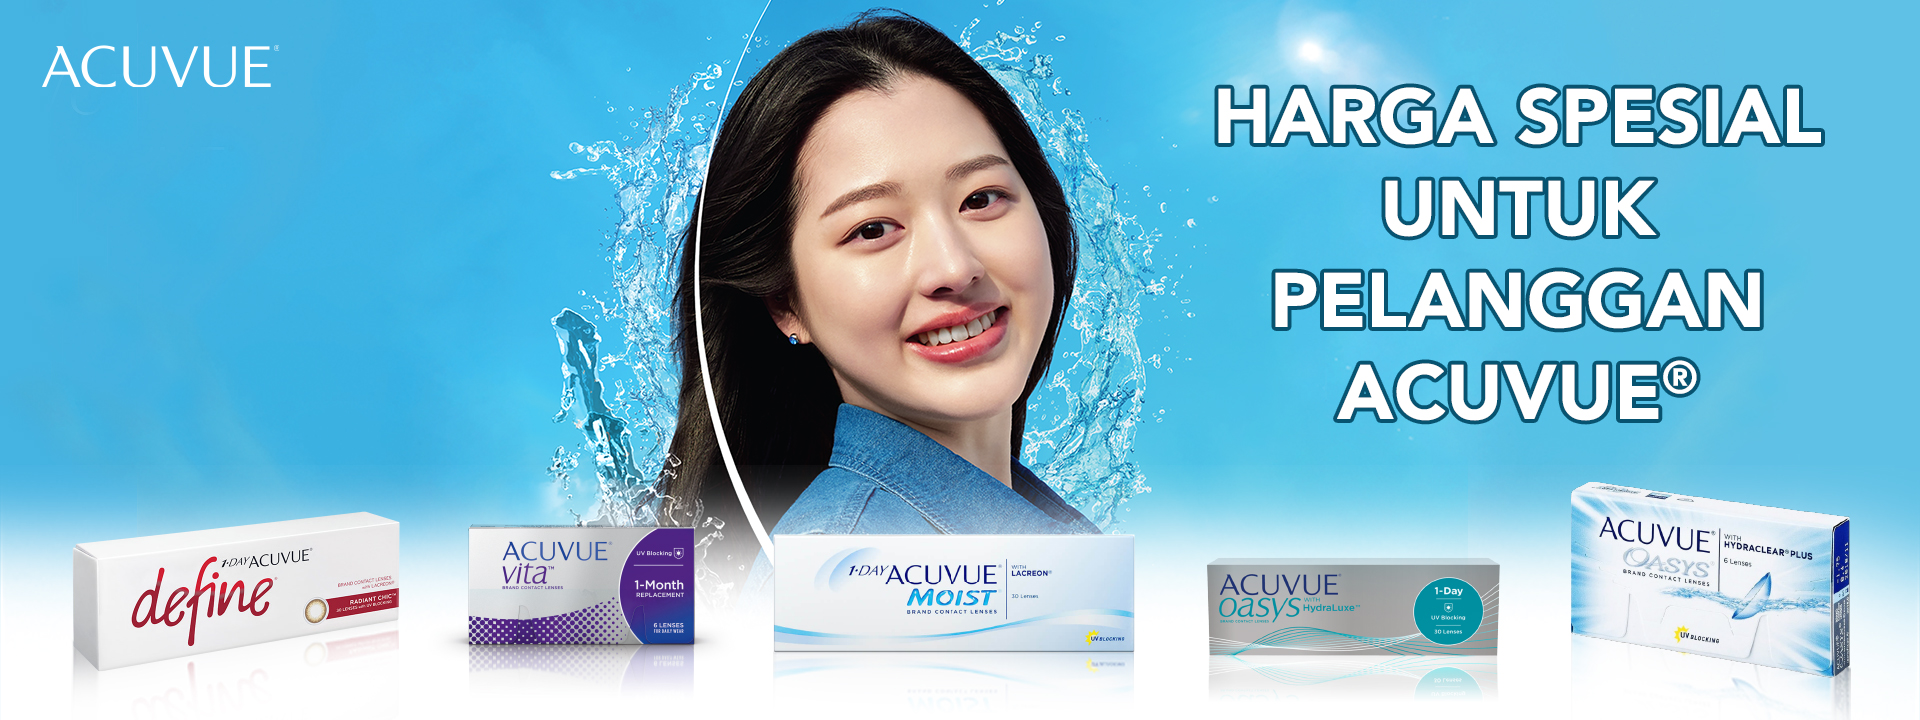 ACUVUE®
HARGA SPESIAL
UNTUK
PELANGGAN
ACUVUE®
1·DAY ACUVUE®
define®
BRAND CONTACT LENSES
with LACREON®
RADIANT CHIC™
30 LENSES with UV BLOCKING
ACUVUE®
vita™
BRAND CONTACT LENSES
UV Blocking
1-Month
REPLACEMENT
6 LENSES
FOR DAILY WEAR
1·DAY ACUVUE®
MOIST
BRAND CONTACT LENSES
WITH
LACREON®
30 Lenses
UV BLOCKING
ACUVUE®
oasys WITH HydraLuxe™
BRAND CONTACT LENSES
1-Day
UV Blocking
30 Lenses
ACUVUE®
OASYS®
BRAND CONTACT LENSES
WITH
HYDRACLEAR® PLUS
6 Lenses
UV BLOCKING